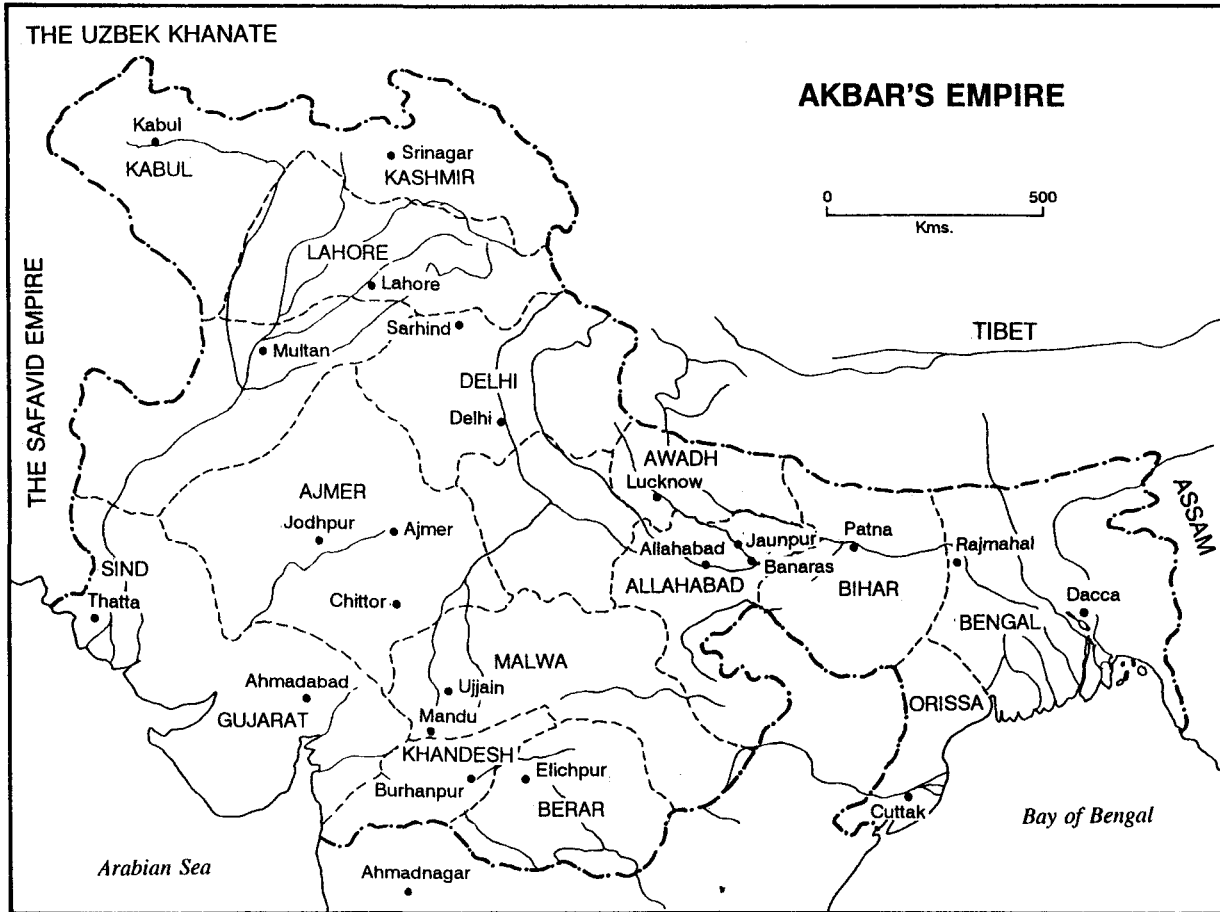 THE UZBEK KHANATE
AKBAR'S EMPIRE
0 500
Kms.
Kabul
KABUL
Srinagar
KASHMIR
LAHORE
Lahore
THE SAFAVID EMPIRE
Sarhind
Multan
TIBET
DELHI
Delhi
AWADH
Lucknow
ASSAM
AJMER
Jodhpur
Ajmer
Allahabad
Jaunpur
Banaras
ALLAHABAD
Patna
BIHAR
Rajmahal
SIND
Thatta
Chittor
Dacca
BENGAL
MALWA
Ahmadabad
GUJARAT
Ujjain
Mandu
ORISSA
KHANDESH
Burhanpur
Elichpur
BERAR
Cuttak
Bay of Bengal
Arabian Sea
Ahmadnagar